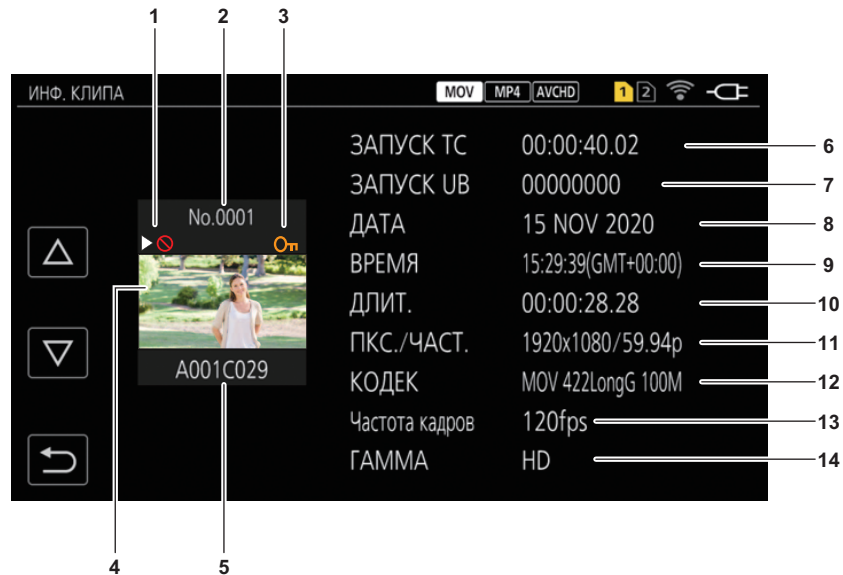 1 2 3
ИНФ. КЛИПА MOV MP4 AVCHD 1 2
ЗАПУСК TC 00:00:40.02 6
ЗАПУСК UB 00000000 7
No.0001
ДАТА 15 NOV 2020 8
ВРЕМЯ 15:29:39(GMT+00:00) 9
4
ДЛИТ. 00:00:28.28 10
ПКС./ЧАСТ. 1920x1080/59.94p 11
A001C029
КОДЕК MOV 422LongG 100M 12
Частота кадров 120fps 13
ГАММА HD 14
4 5